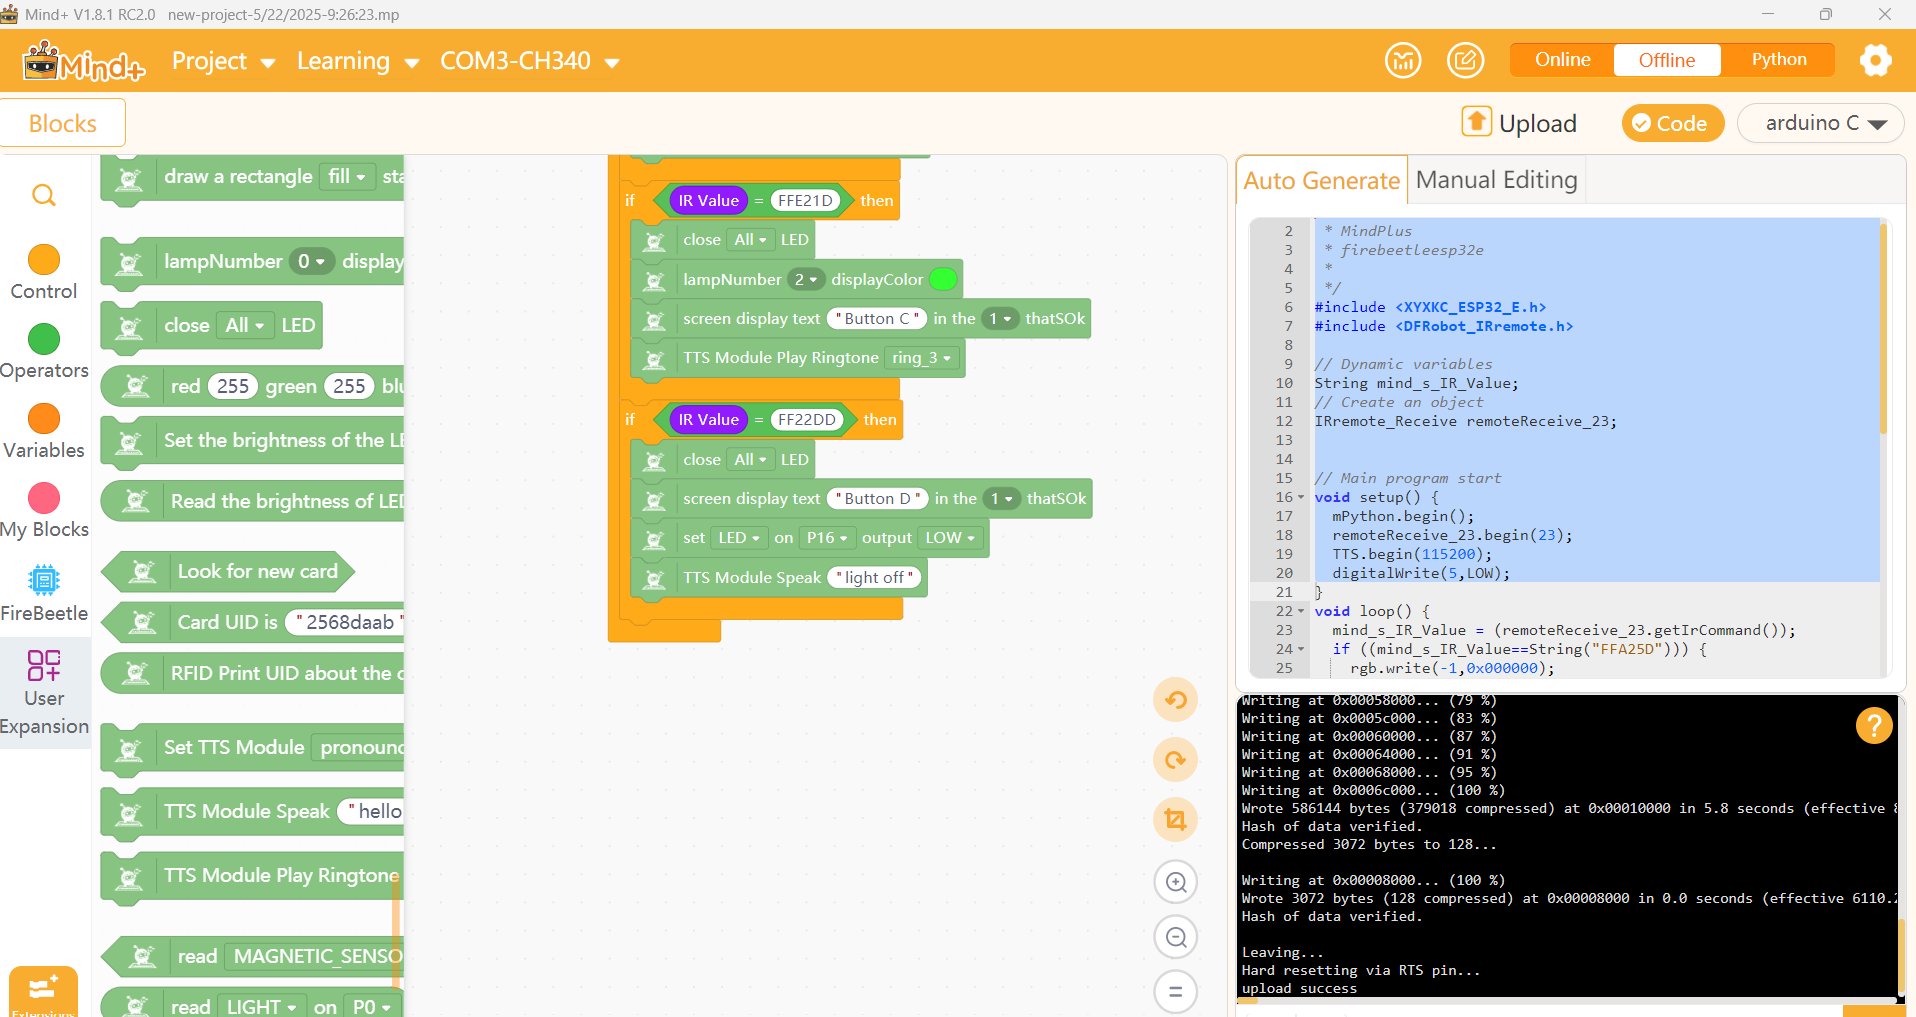 Mind+ V1.8.1 RC2.0 new-project-5/22/2025-9:26:23.mp
Mind+ Project Learning COM3-CH340 Online Offline Python
Blocks Upload Code arduino C
Control
Operators
Variables
My Blocks
FireBeetle
User
Expansion
Extensions
draw a rectangle fill sta
lampNumber 0 display
close All LED
red 255 green 255 blu
Set the brightness of the LE
Read the brightness of LED
Look for new card
Card UID is "2568daab"
RFID Print UID about the c
Set TTS Module pronounc
TTS Module Speak "hello
TTS Module Play Ringtone
read MAGNETIC_SENSO
read LIGHT on P0
if IR Value = FFE21D then
close All LED
lampNumber 2 displayColor
screen display text "Button C" in the 1 thatSOk
TTS Module Play Ringtone ring_3
if IR Value = FF22DD then
close All LED
screen display text "Button D" in the 1 thatSOk
set LED on P16 output LOW
TTS Module Speak "light off"
Auto Generate Manual Editing
2 * MindPlus
3 * firebeetleesp32e
4 *
5 */
6 #include <XYXKC_ESP32_E.h>
7 #include <DFRobot_IRremote.h>
8
9 // Dynamic variables
10 String mind_s_IR_Value;
11 // Create an object
12 IRremote_Receive remoteReceive_23;
13
14
15 // Main program start
16 void setup() {
17 mPython.begin();
18 remoteReceive_23.begin(23);
19 TTS.begin(115200);
20 digitalWrite(5,LOW);
21 }
22 void loop() {
23 mind_s_IR_Value = (remoteReceive_23.getIrCommand());
24 if ((mind_s_IR_Value==String("FFA25D"))) {
25 rgb.write(-1,0x000000);
Writing at 0x00058000... (79 %)
Writing at 0x0005c000... (83 %)
Writing at 0x00060000... (87 %)
Writing at 0x00064000... (91 %)
Writing at 0x00068000... (95 %)
Writing at 0x0006c000... (100 %)
Wrote 586144 bytes (379018 compressed) at 0x00010000 in 5.8 seconds (effective 8
Hash of data verified.
Compressed 3072 bytes to 128...
Writing at 0x00008000... (100 %)
Wrote 3072 bytes (128 compressed) at 0x00008000 in 0.0 seconds (effective 6110.2
Hash of data verified.
Leaving...
Hard resetting via RTS pin...
upload success